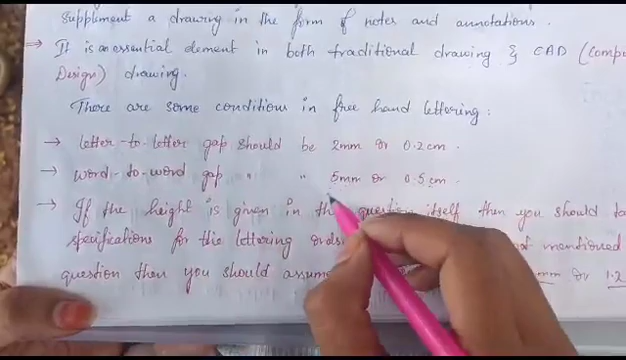 supplement a drawing in the form of notes and annotations.
⇒ It is an essential element in both traditional drawing & CAD (Comp
Design) drawing.
There are some conditions in free hand lettering:
→ letter-to-letter gap should be 2mm or 0.2cm.
→ word-to-word gap " " 5mm or 0.5cm.
→ If the height is given in the question itself then you should
specifications for the lettering not mentioned
question then you should assume mm or 1.2